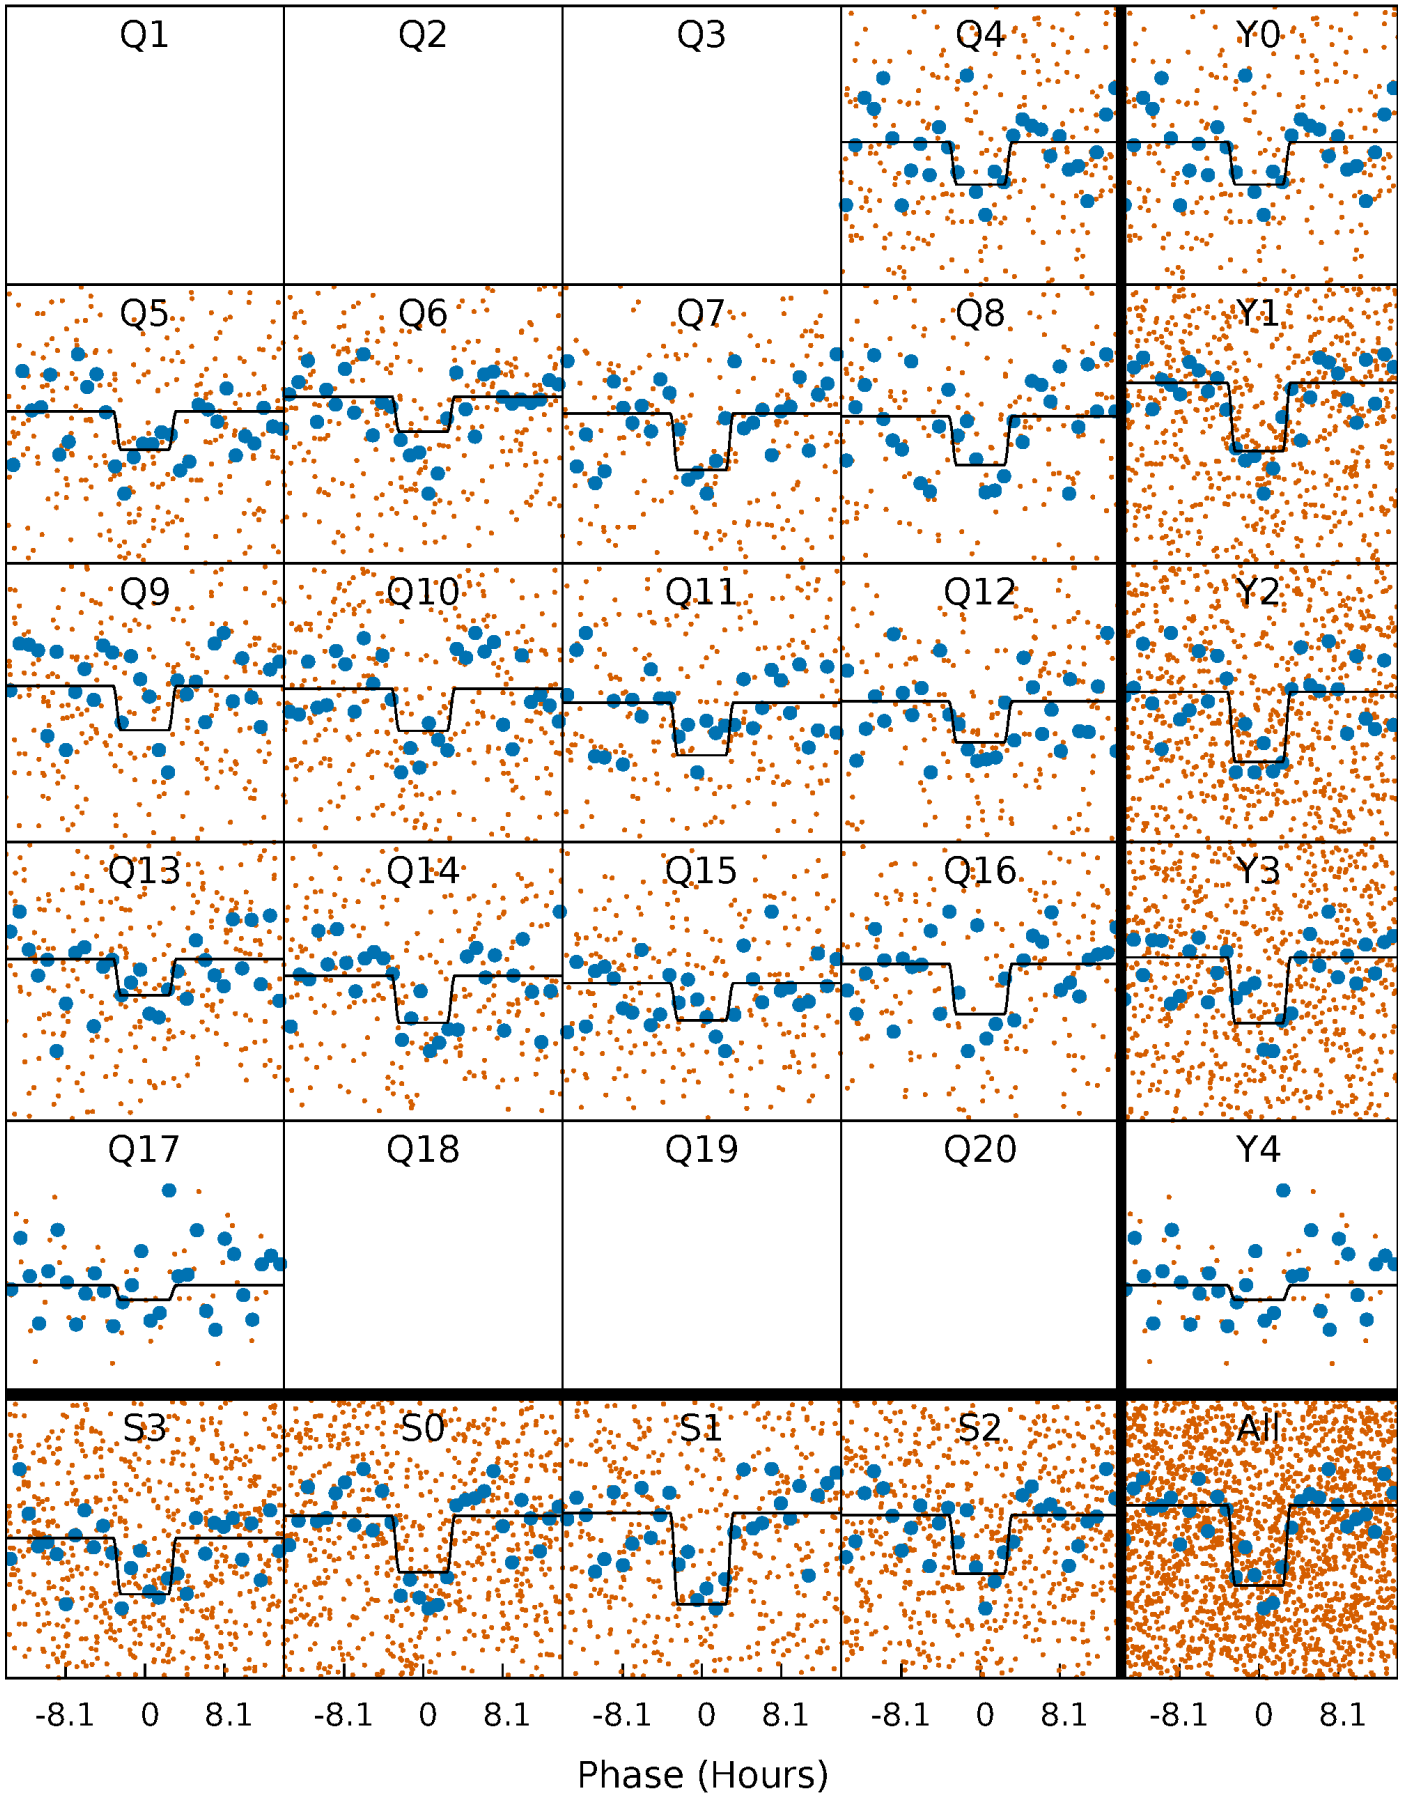 Q1 Q2 Q3 Q4 Y0
Q5 Q6 Q7 Q8 Y1
Q9 Q10 Q11 Q12 Y2
Q13 Q14 Q15 Q16 Y3
Q17 Q18 Q19 Q20 Y4
S3 S0 S1 S2 All
-8.1 0 8.1 -8.1 0 8.1 -8.1 0 8.1 -8.1 0 8.1 -8.1 0 8.1
Phase (Hours)